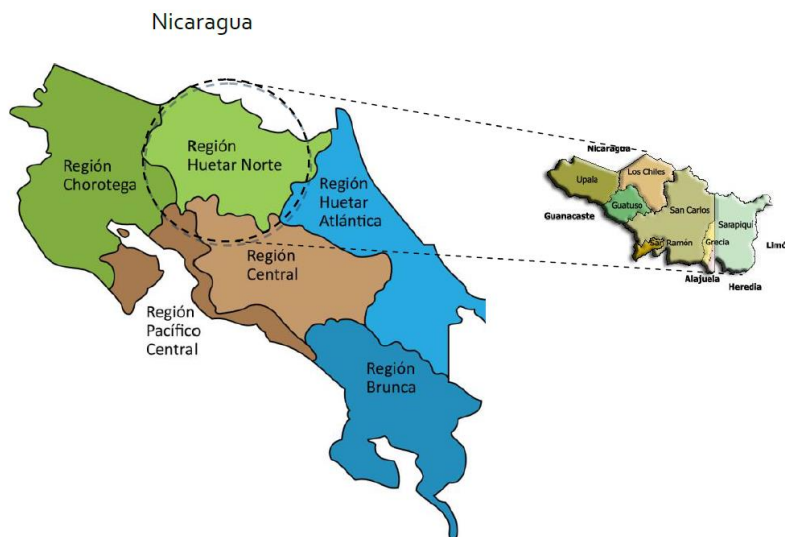 Nicaragua
Región
Huetar Norte
Región
Chorotega
Región
Huetar
Atlántica
Región
Central
Región
Pacífico
Central
Región
Brunca
Nicaragua
Los Chiles
Upala
Guatuso
San Carlos
Sarapiquí
Guanacaste
San Ramón
Grecia
Limó
Alajuela
Heredia